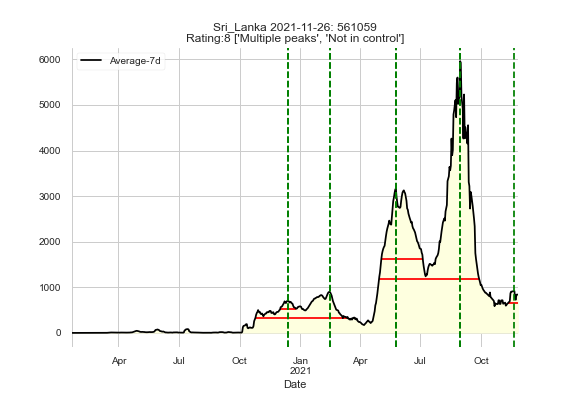 Sri_Lanka 2021-11-26: 561059
Rating:8 ['Multiple peaks', 'Not in control']
Average-7d
6000
5000
4000
3000
2000
1000
0
Apr Jul Oct Jan Apr Jul Oct
2021
Date